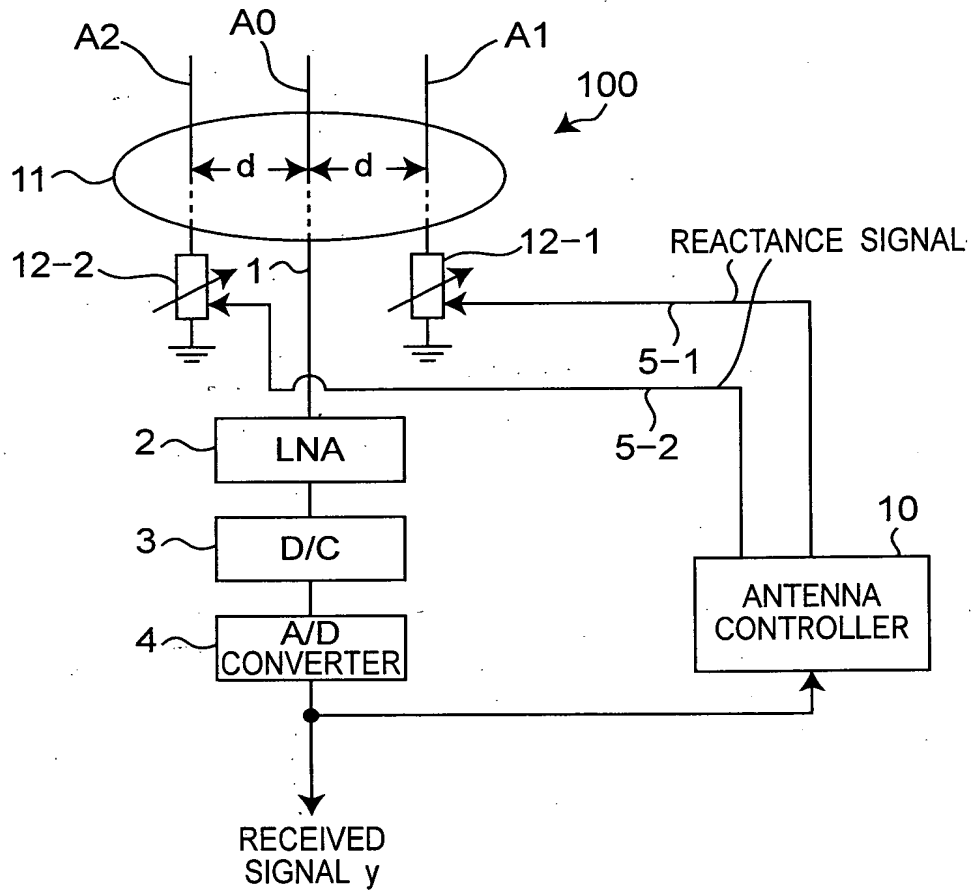 A2
A0
A1
100
11
d
d
12-2
1
12-1
REACTANCE SIGNAL
5-1
5-2
2
LNA
3
D/C
10
4
A/D
CONVERTER
ANTENNA
CONTROLLER
RECEIVED
SIGNAL y